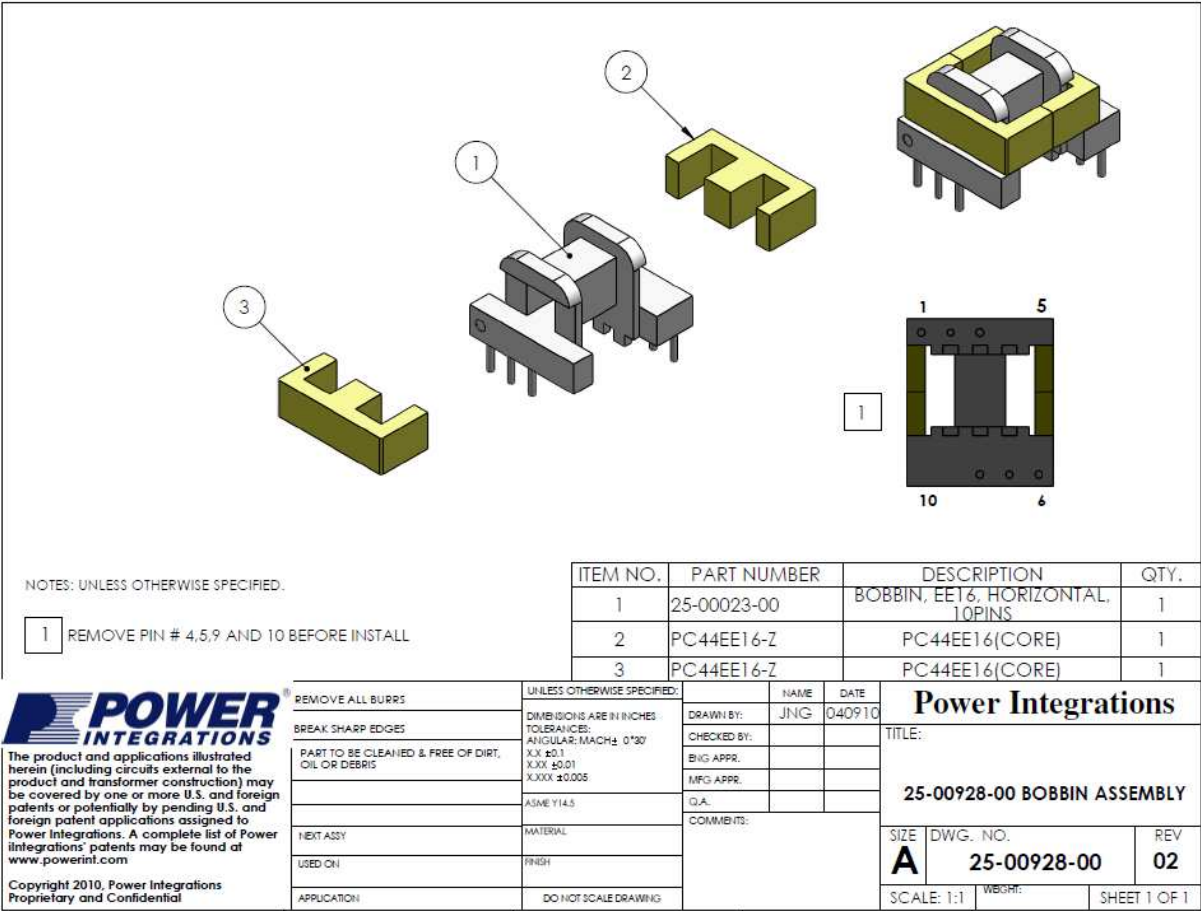 2
1
3
1
5
1
10
6
NOTES: UNLESS OTHERWISE SPECIFIED.
1 REMOVE PIN # 4,5,9 AND 10 BEFORE INSTALL
ITEM NO. PART NUMBER DESCRIPTION QTY.
1 25-00023-00 BOBBIN, EE16, HORIZONTAL, 10PINS 1
2 PC44EE16-Z PC44EE16(CORE) 1
3 PC44EE16-Z PC44EE16(CORE) 1
POWER
INTEGRATIONS
®
The product and applications illustrated
herein (including circuits external to the
product and transformer construction) may
be covered by one or more U.S. and foreign
patents or potentially by pending U.S. and
foreign patent applications assigned to
Power Integrations. A complete list of Power
iIntegrations' patents may be found at
www.powerint.com
Copyright 2010, Power Integrations
Proprietary and Confidential
REMOVE ALL BURRS
BREAK SHARP EDGES
PART TO BE CLEANED & FREE OF DIRT,
OIL OR DEBRIS
NEXT ASSY
USED ON
APPLICATION
UNLESS OTHERWISE SPECIFIED:
DIMENSIONS ARE IN INCHES
TOLERANCES:
ANGULAR: MACH± 0°30'
X.X ±0.1
X.XX ±0.01
X.XXX ±0.005
ASME Y14.5
MATERIAL
FINISH
DO NOT SCALE DRAWING
NAME DATE
DRAWN BY: JNG 040910
CHECKED BY:
ENG APPR.
MFG APPR.
Q.A.
COMMENTS:
Power Integrations
TITLE:
25-00928-00 BOBBIN ASSEMBLY
SIZE DWG. NO. REV
A 25-00928-00 02
SCALE: 1:1 WEIGHT: SHEET 1 OF 1